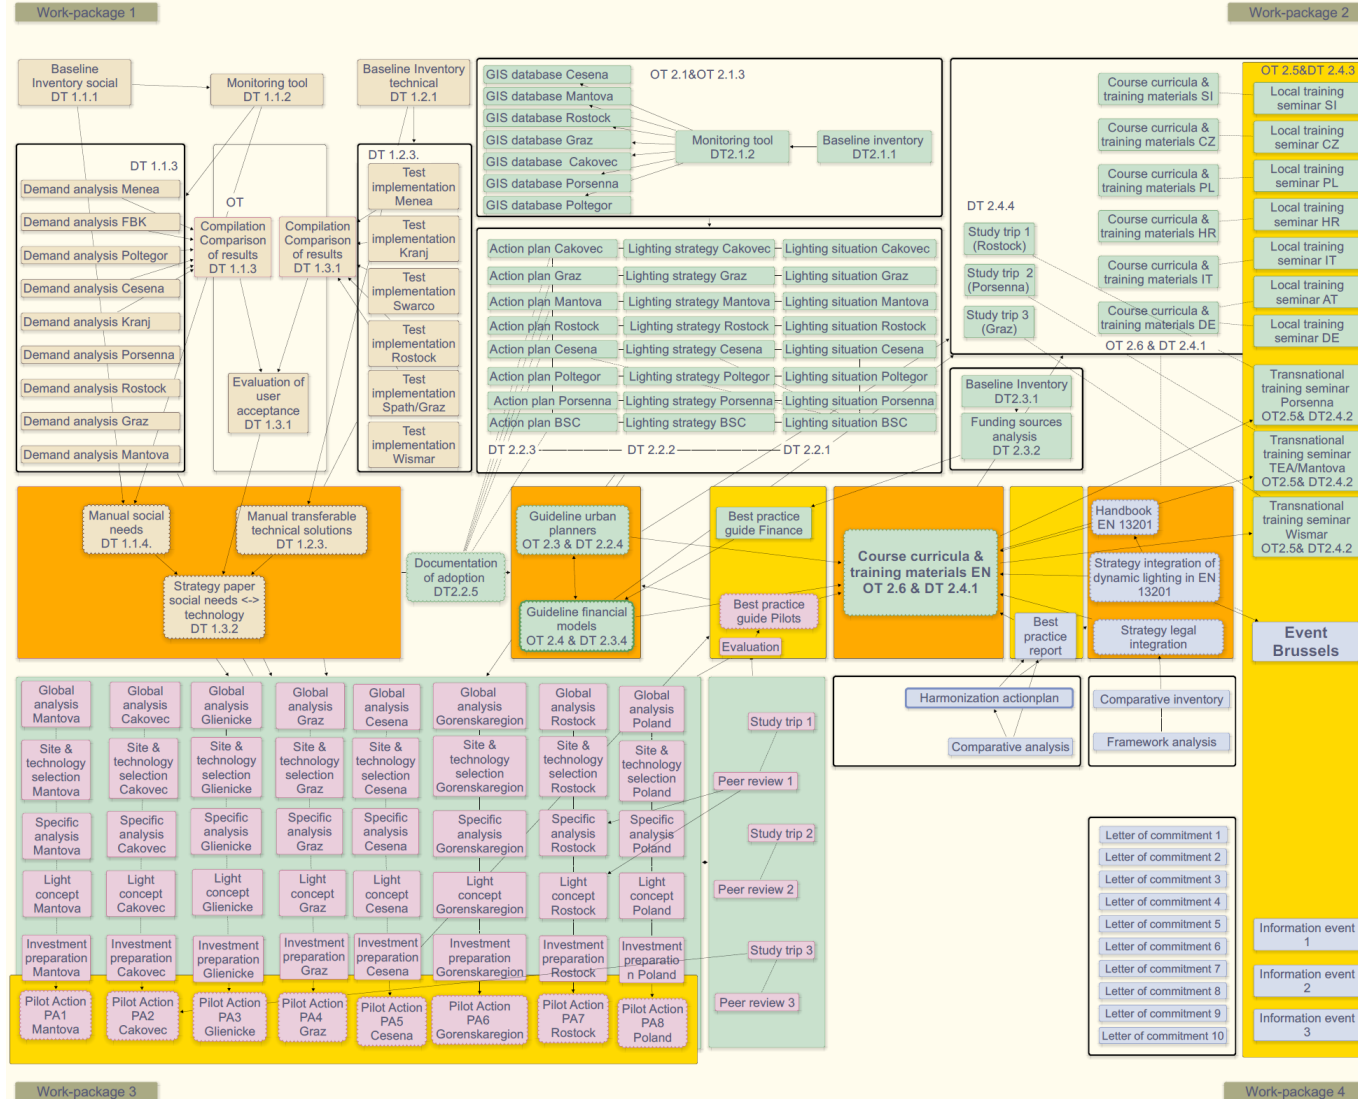 Work-package 1
Work-package 2
Baseline
Inventory social
DT 1.1.1
Monitoring tool
DT 1.1.2
Baseline Inventory
technical
DT 1.2.1
DT 1.1.3
Demand analysis Menea
Demand analysis FBK
Demand analysis Poltegor
Demand analysis Cesena
Demand analysis Kranj
Demand analysis Porsenna
Demand analysis Rostock
Demand analysis Graz
Demand analysis Mantova
OT
Compilation
Comparison
of results
DT 1.1.3
Compilation
Comparison
of results
DT 1.3.1
Evaluation of
user
acceptance
DT 1.3.1
DT 1.2.3.
Test
implementation
Menea
Test
implementation
Kranj
Test
implementation
Swarco
Test
implementation
Rostock
Test
implementation
Spath/Graz
Test
implementation
Wismar
GIS database Cesena
GIS database Mantova
GIS database Rostock
GIS database Graz
GIS database Cakovec
GIS database Porsenna
GIS database Poltegor
OT 2.1&OT 2.1.3
Monitoring tool
DT2.1.2
Baseline inventory
DT2.1.1
Action plan Cakovec
Lighting strategy Cakovec
Lighting situation Cakovec
Action plan Graz
Lighting strategy Graz
Lighting situation Graz
Action plan Mantova
Lighting strategy Mantova
Lighting situation Mantova
Action plan Rostock
Lighting strategy Rostock
Lighting situation Rostock
Action plan Cesena
Lighting strategy Cesena
Lighting situation Cesena
Action plan Poltegor
Lighting strategy Poltegor
Lighting situation Poltegor
Action plan Porsenna
Lighting strategy Porsenna
Lighting situation Porsenna
Action plan BSC
Lighting strategy BSC
Lighting situation BSC
DT 2.2.3
DT 2.2.2
DT 2.2.1
DT 2.4.4
Study trip 1
(Rostock)
Study trip 2
(Porsenna)
Study trip 3
(Graz)
Course curricula &
training materials SI
Course curricula &
training materials CZ
Course curricula &
training materials PL
Course curricula &
training materials HR
Course curricula &
training materials IT
Course curricula &
training materials DE
OT 2.6 & DT 2.4.1
OT 2.5&DT 2.4.3
Local training
seminar SI
Local training
seminar CZ
Local training
seminar PL
Local training
seminar HR
Local training
seminar IT
Local training
seminar AT
Local training
seminar DE
Transnational
training seminar
Porsenna
OT2.5& DT2.4.2
Transnational
training seminar
TEA/Mantova
OT2.5& DT2.4.2
Transnational
training seminar
Wismar
OT2.5& DT2.4.2
Baseline Inventory
DT2.3.1
Funding sources
analysis
DT 2.3.2
Manual social
needs
DT 1.1.4.
Manual transferable
technical solutions
DT 1.2.3.
Strategy paper
social needs <->
technology
DT 1.3.2
Documentation
of adoption
DT2.2.5
Guideline urban
planners
OT 2.3 & DT 2.2.4
Guideline financial
models
OT 2.4 & DT 2.3.4
Best practice
guide Finance
Best practice
guide Pilots
Evaluation
Course curricula &
training materials EN
OT 2.6 & DT 2.4.1
Best
practice
report
Handbook
EN 13201
Strategy integration of
dynamic lighting in EN
13201
Strategy legal
integration
Event
Brussels
Global
analysis
Mantova
Global
analysis
Cakovec
Global
analysis
Glienicke
Global
analysis
Graz
Global
analysis
Cesena
Global
analysis
Gorenskaregion
Global
analysis
Rostock
Global
analysis
Poland
Site &
technology
selection
Mantova
Site &
technology
selection
Cakovec
Site &
technology
selection
Glienicke
Site &
technology
selection
Graz
Site &
technology
selection
Cesena
Site &
technology
selection
Gorenskaregion
Site &
technology
selection
Rostock
Site &
technology
selection
Poland
Specific
analysis
Mantova
Specific
analysis
Cakovec
Specific
analysis
Glienicke
Specific
analysis
Graz
Specific
analysis
Cesena
Specific
analysis
Gorenskaregion
Specific
analysis
Rostock
Specific
analysis
Poland
Light
concept
Mantova
Light
concept
Cakovec
Light
concept
Glienicke
Light
concept
Graz
Light
concept
Cesena
Light
concept
Gorenskaregion
Light
concept
Rostock
Light
concept
Poland
Investment
preparation
Mantova
Investment
preparation
Cakovec
Investment
preparation
Glienicke
Investment
preparation
Graz
Investment
preparation
Cesena
Investment
preparation
Gorenskaregion
Investment
preparation
Rostock
Investment
preparatio
n Poland
Pilot Action
PA1
Mantova
Pilot Action
PA2
Cakovec
Pilot Action
PA3
Glienicke
Pilot Action
PA4
Graz
Pilot Action
PA5
Cesena
Pilot Action
PA6
Gorenskaregion
Pilot Action
PA7
Rostock
Pilot Action
PA8
Poland
Study trip 1
Peer review 1
Study trip 2
Peer review 2
Study trip 3
Peer review 3
Harmonization actionplan
Comparative analysis
Comparative inventory
Framework analysis
Letter of commitment 1
Letter of commitment 2
Letter of commitment 3
Letter of commitment 4
Letter of commitment 5
Letter of commitment 6
Letter of commitment 7
Letter of commitment 8
Letter of commitment 9
Letter of commitment 10
Information event
1
Information event
2
Information event
3
Work-package 3
Work-package 4